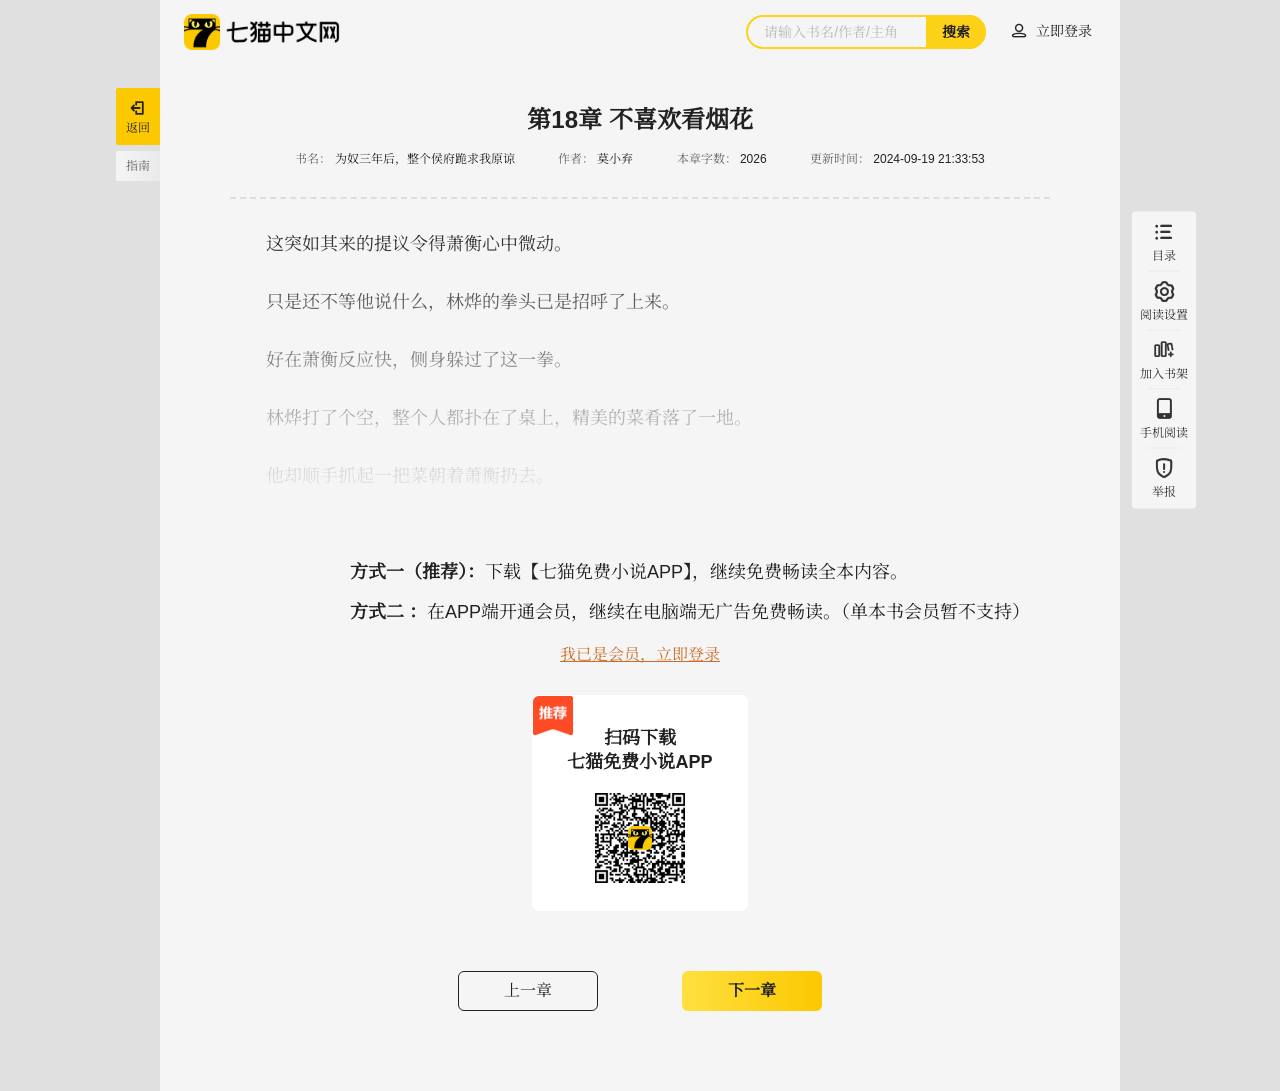 七猫中文网
请输入书名/作者/主角
搜索
立即登录
返回
指南
第18章 不喜欢看烟花
书名： 为奴三年后，整个侯府跪求我原谅 作者： 莫小弃 本章字数： 2026 更新时间： 2024-09-19 21:33:53
这突如其来的提议令得萧衡心中微动。
只是还不等他说什么，林烨的拳头已是招呼了上来。
好在萧衡反应快，侧身躲过了这一拳。
林烨打了个空，整个人都扑在了桌上，精美的菜肴落了一地。
他却顺手抓起一把菜朝着萧衡扔去。
目录
阅读设置
加入书架
手机阅读
举报
方式一（推荐）：下载【七猫免费小说APP】，继续免费畅读全本内容。
方式二 ：在APP端开通会员，继续在电脑端无广告免费畅读。（单本书会员暂不支持）
我已是会员，立即登录
推荐
扫码下载
七猫免费小说APP
上一章
下一章